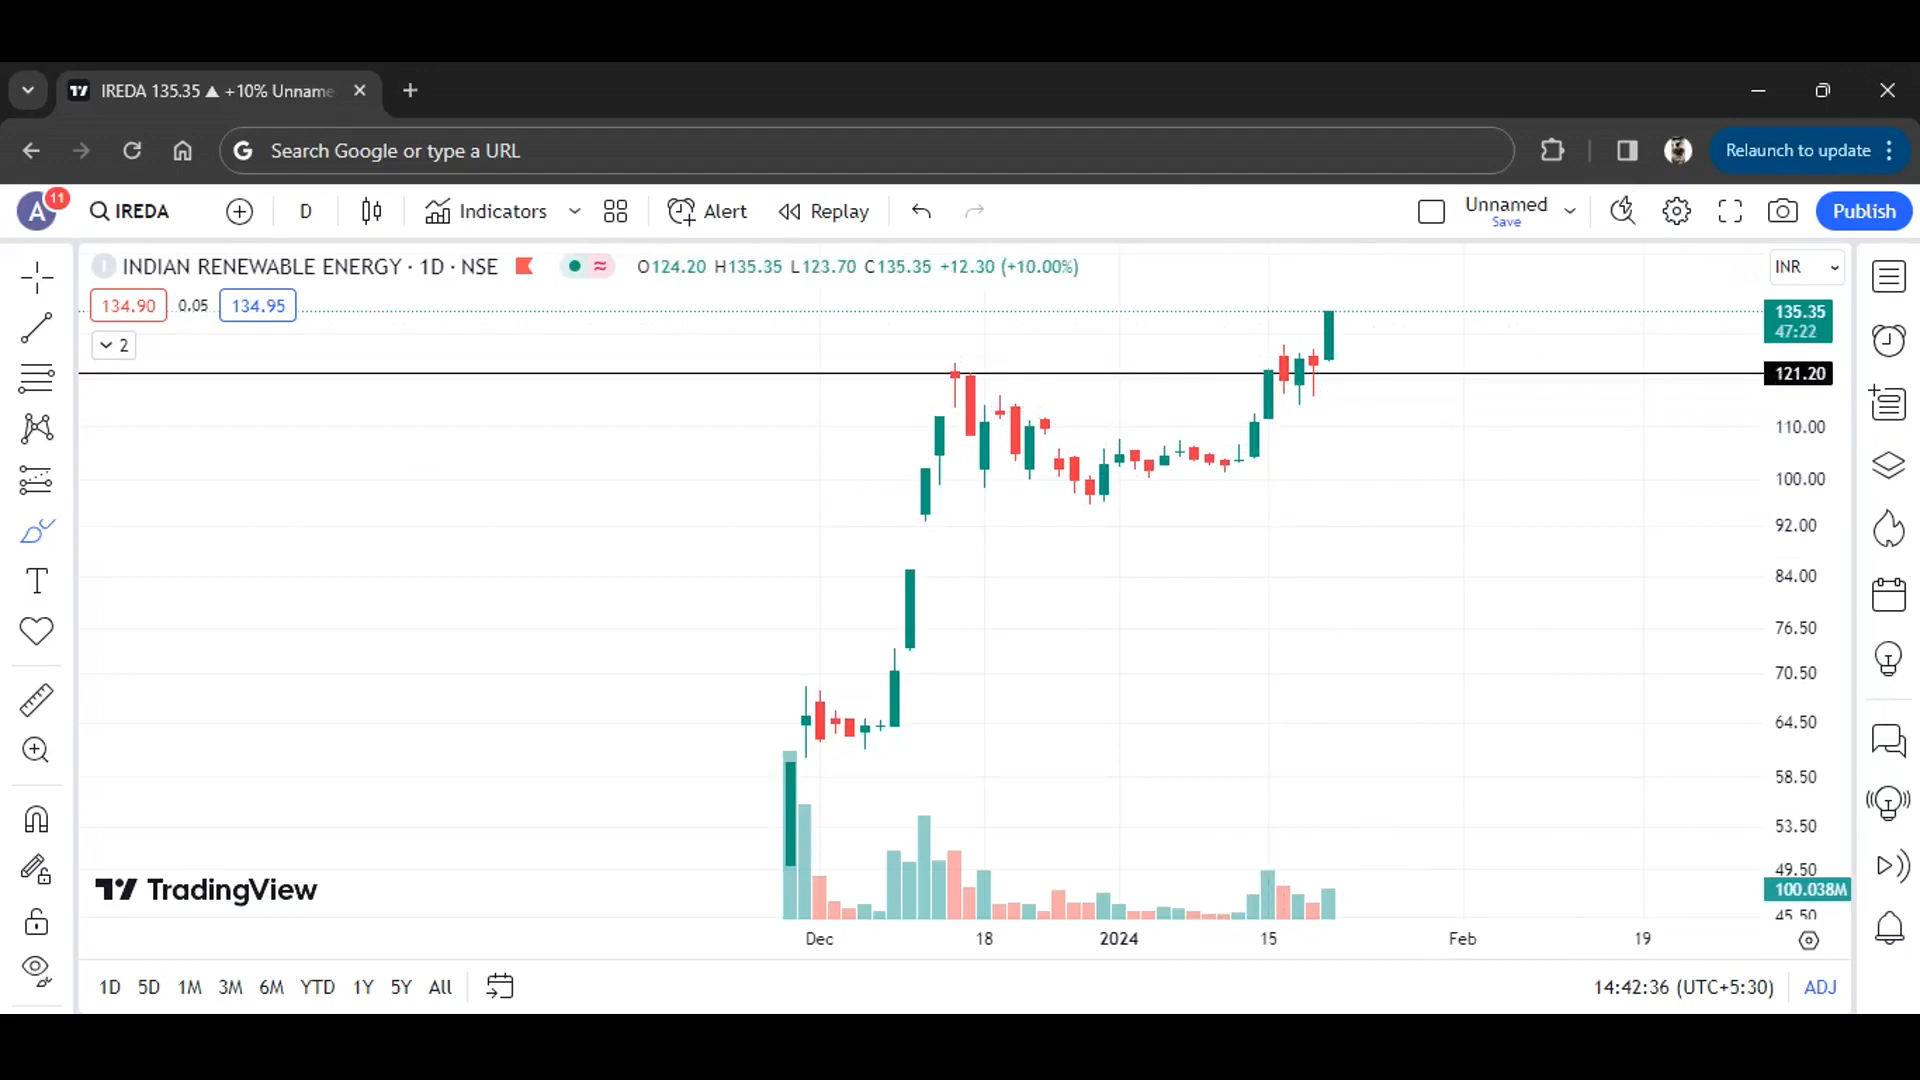 IREDA 135.35 ▲ +10% Unname
Search Google or type a URL
Relaunch to update
A 11 IREDA D Indicators Alert Replay Unnamed Save Publish
I INDIAN RENEWABLE ENERGY · 1D · NSE O124.20 H135.35 L123.70 C135.35 +12.30 (+10.00%) INR
134.90 0.05 134.95
135.35
47:22
2
121.20
110.00
100.00
92.00
84.00
76.50
70.50
64.50
58.50
53.50
49.50
TradingView
100.038M
45.50
Dec 18 2024 15 Feb 19
1D 5D 1M 3M 6M YTD 1Y 5Y All 14:42:36 (UTC+5:30) ADJ